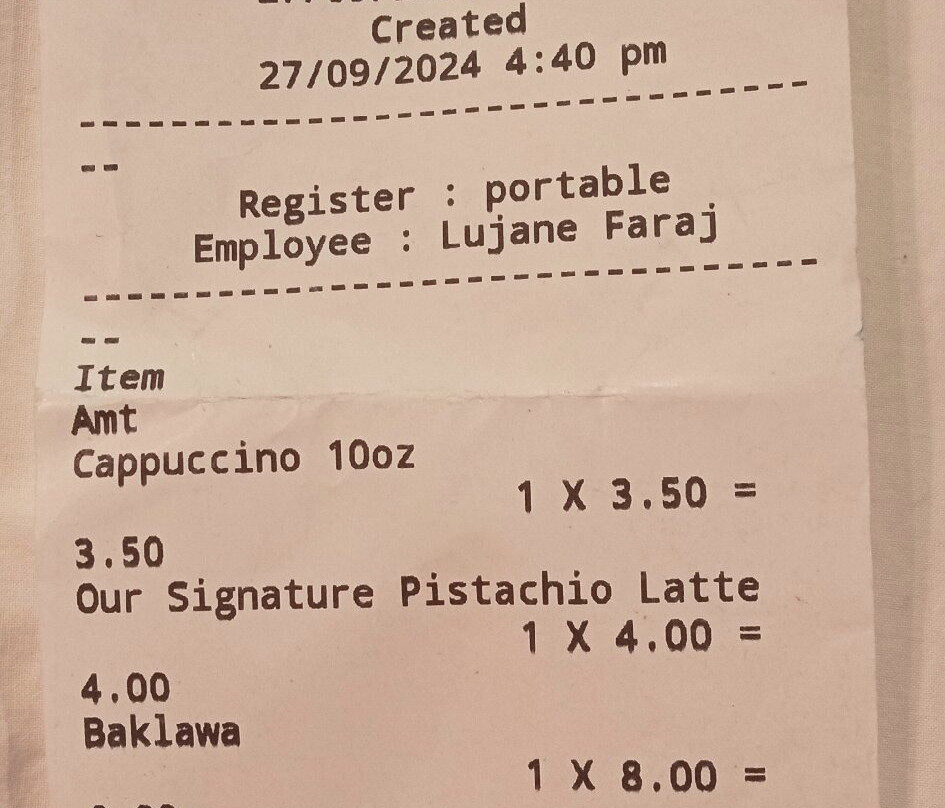 Created
27/09/2024 4:40 pm
--------------------------------
--
Register : portable
Employee : Lujane Faraj
--------------------------------
--
Item
Amt
Cappuccino 10oz
1 X 3.50 =
3.50
Our Signature Pistachio Latte
1 X 4.00 =
4.00
Baklawa
1 X 8.00 =